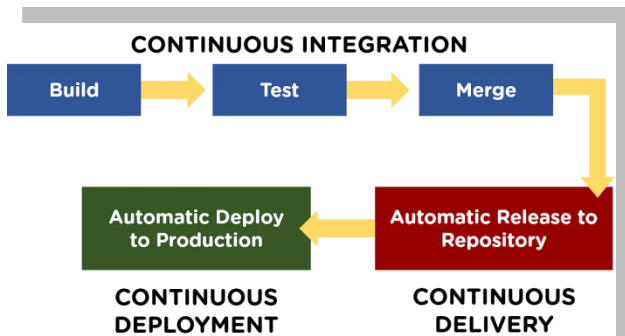 CONTINUOUS INTEGRATION
Build
Test
Merge
Automatic Deploy
to Production
Automatic Release to
Repository
CONTINUOUS
DEPLOYMENT
CONTINUOUS
DELIVERY